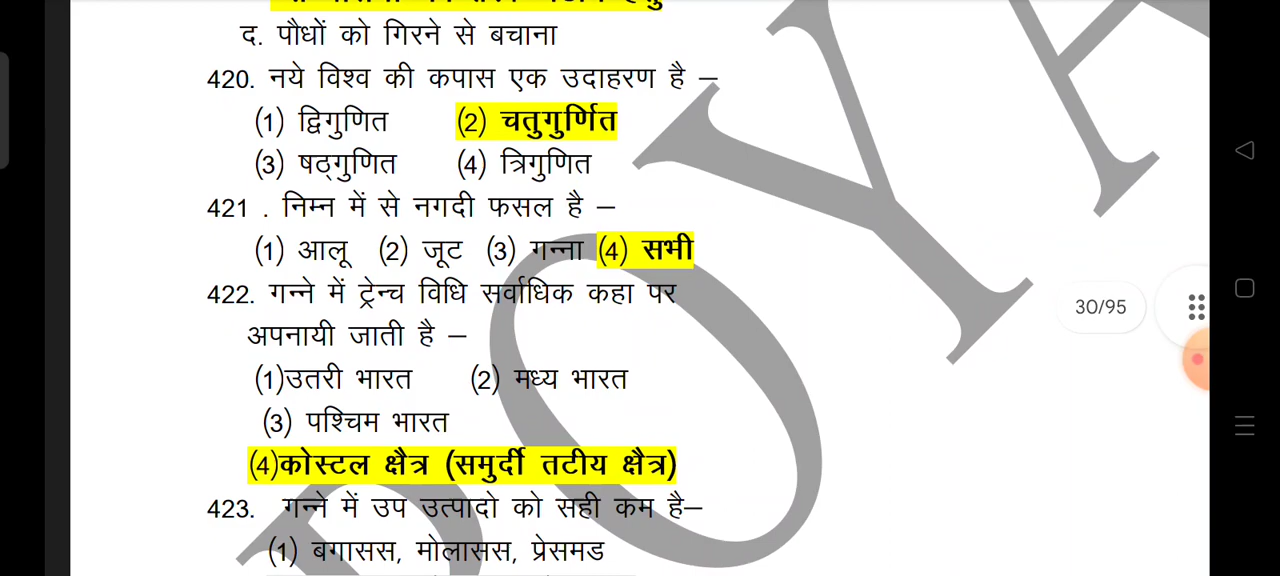 द. पौधों को गिरने से बचाना
420. नये विश्व की कपास एक उदाहरण है –
(1) द्विगुणित (2) चतुगुर्णित
(3) षठ्गुणित (4) त्रिगुणित
421 . निम्न में से नगदी फसल है –
(1) आलू (2) जूट (3) गन्ना (4) सभी
422. गन्ने में ट्रेन्च विधि सर्वाधिक कहा पर
अपनायी जाती है –
(1)उतरी भारत (2) मध्य भारत
(3) पश्चिम भारत
(4)कोस्टल क्षैत्र (समुर्दी तटीय क्षैत्र)
423. गन्ने में उप उत्पादो को सही कम है–
(1) बगासस, मोलासस, प्रेसमड
30/95